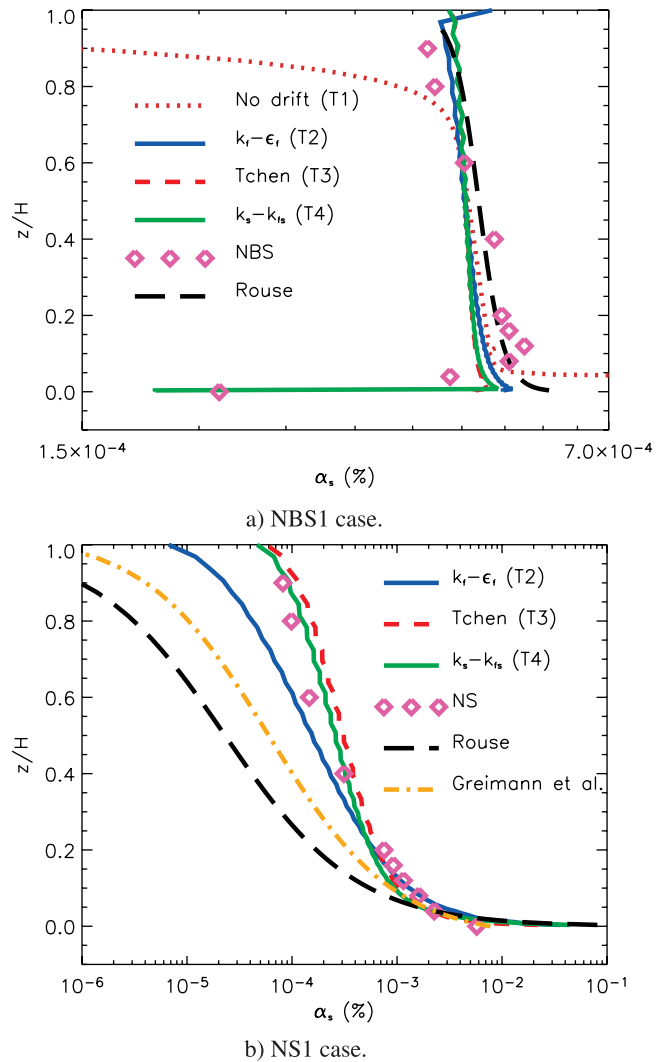 1.0
0.8
0.6
0.4
0.2
0.0
z/H
No drift (T1)
kf−ϵf (T2)
Tchen (T3)
ks−kfs (T4)
NBS
Rouse
1.5×10−4
7.0×10−4
αs (%)
a) NBS1 case.
1.0
0.8
0.6
0.4
0.2
0.0
z/H
kf−ϵf (T2)
Tchen (T3)
ks−kfs (T4)
NS
Rouse
Greimann et al.
10−6
10−5
10−4
10−3
10−2
10−1
αs (%)
b) NS1 case.